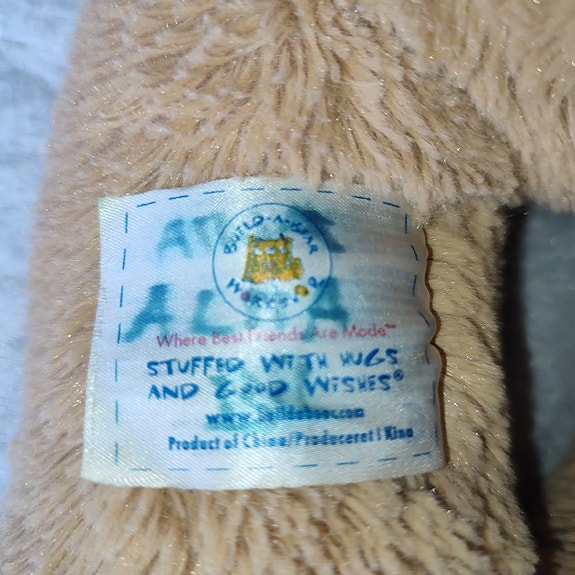 BUILD-A-BEAR
WORKSHOP
Where Best Friends Are Made™
STUFFED WITH HUGS
AND GOOD WISHES®
www.buildabear.com
Product of China/Produceret i Kina